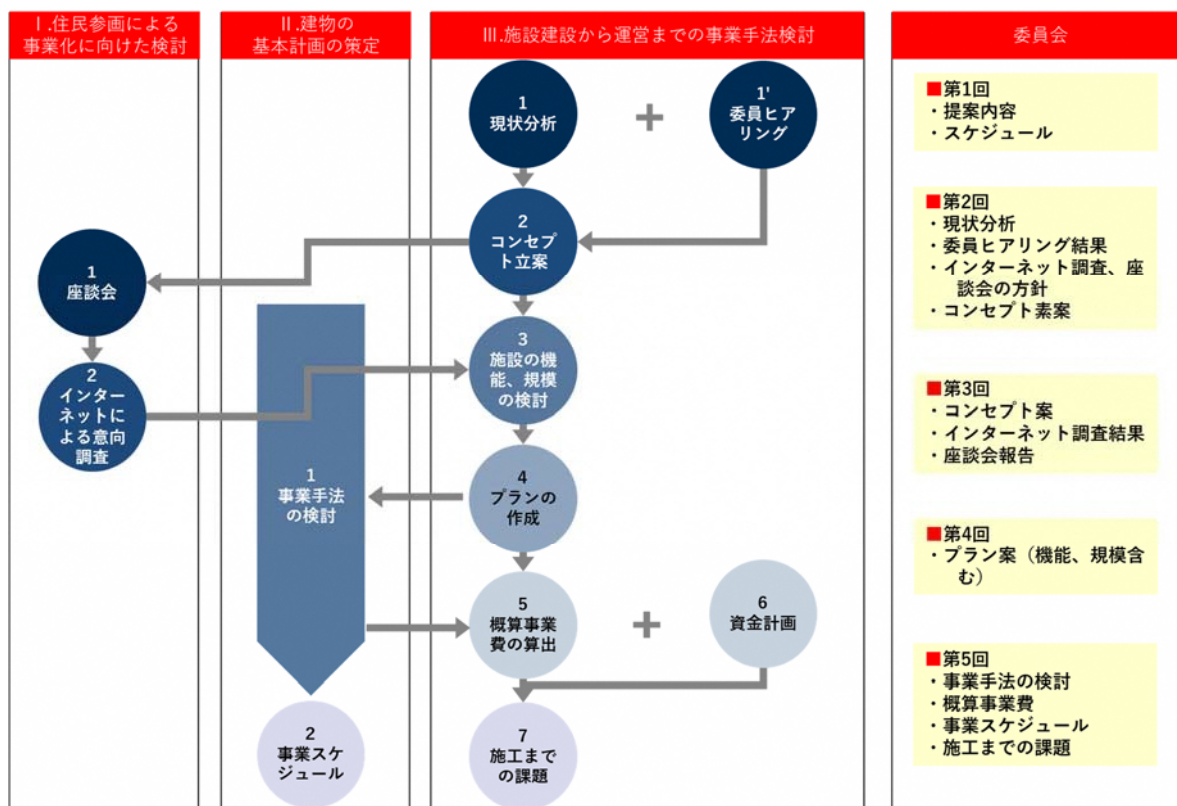 Ⅰ.住民参画による
事業化に向けた検討
Ⅱ.建物の
基本計画の策定
Ⅲ.施設建設から運営までの事業手法検討
委員会
1
座談会
2
インター
ネットに
よる意向
調査
1
事業手法
の検討
2
事業スケ
ジュール
1
現状分析
+
1'
委員ヒア
リング
2
コンセプ
ト立案
3
施設の機
能、規模
の検討
4
プランの
作成
5
概算事業
費の算出
+
6
資金計画
7
施工まで
の課題
■第1回
・提案内容
・スケジュール
■第2回
・現状分析
・委員ヒアリング結果
・インターネット調査、座
談会の方針
・コンセプト素案
■第3回
・コンセプト案
・インターネット調査結果
・座談会報告
■第4回
・プラン案（機能、規模含
む）
■第5回
・事業手法の検討
・概算事業費
・事業スケジュール
・施工までの課題